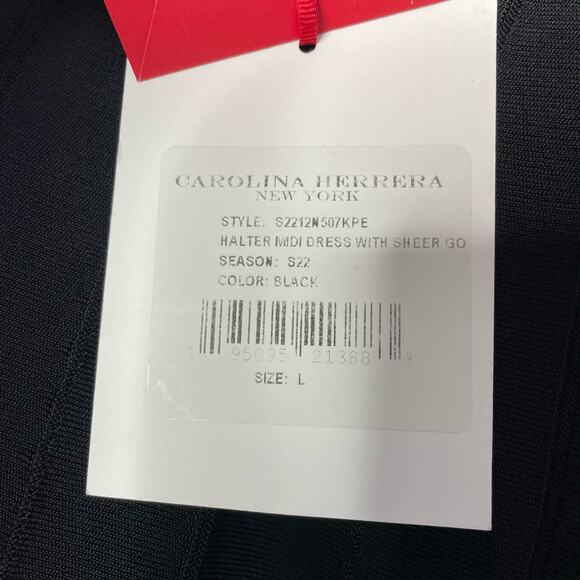 CAROLINA HERRERA
NEW YORK
STYLE: S2212N507KPE
HALTER MIDI DRESS WITH SHEER GO
SEASON: S22
COLOR: BLACK
1 95095 21388 3
SIZE: L